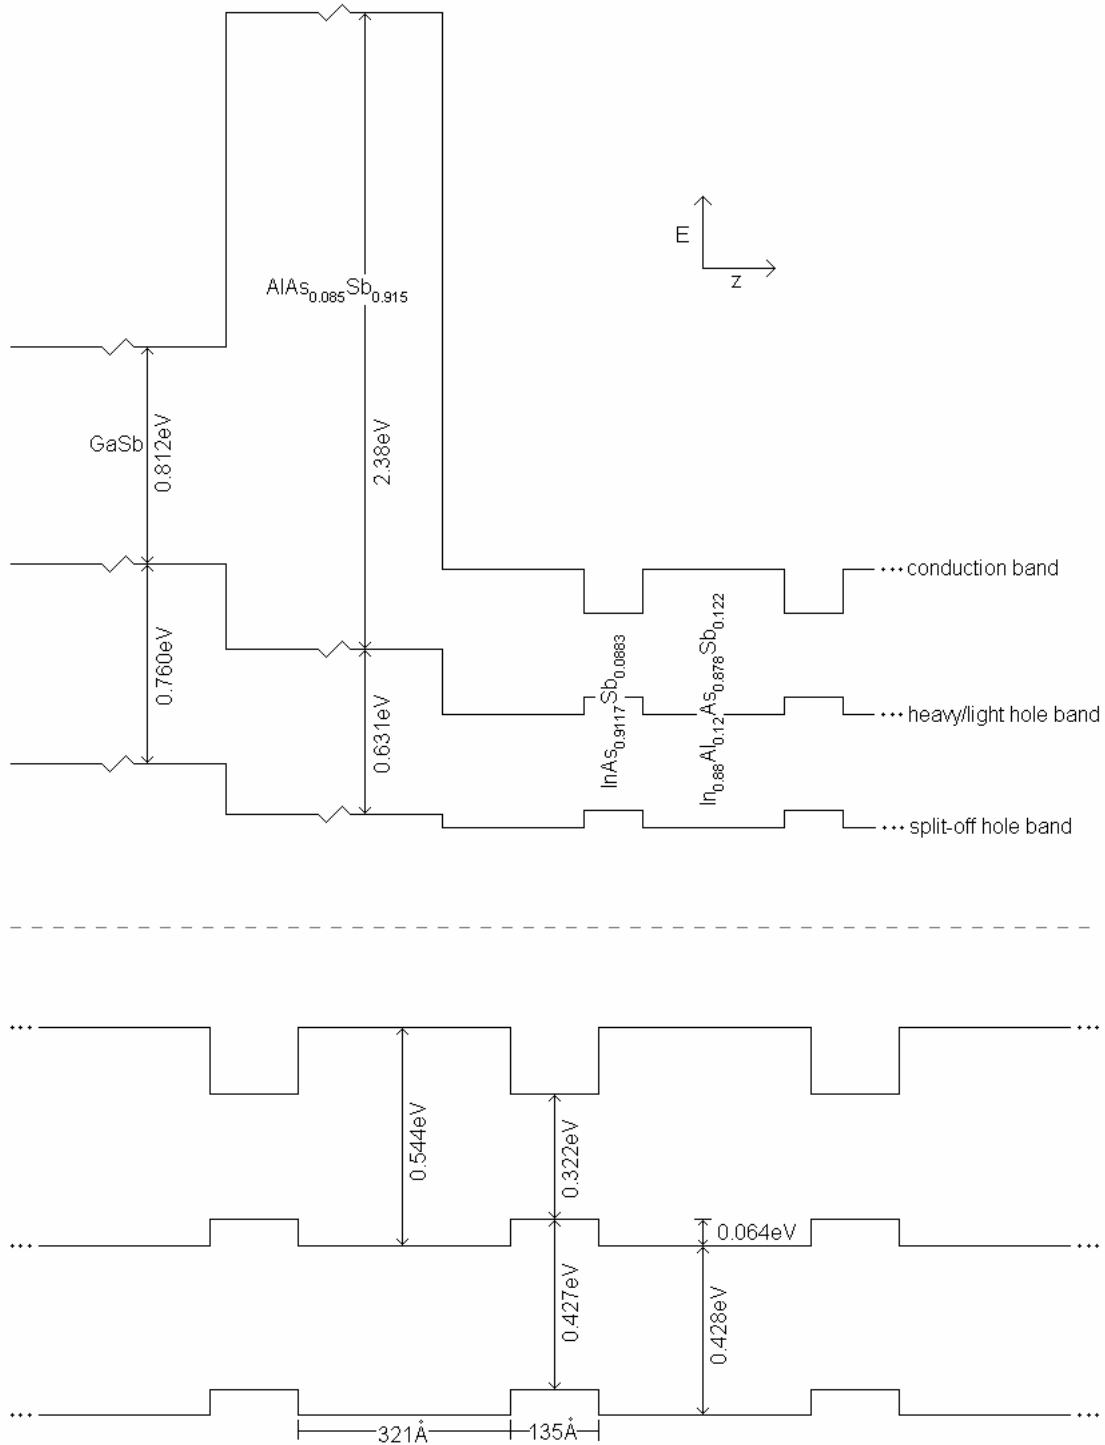 AlAs0.085Sb0.915
E
z
GaSb
0.812eV
2.38eV
0.760eV
0.631eV
InAs0.9117Sb0.0883
In0.88Al0.12As0.878Sb0.122
··· conduction band
··· heavy/light hole band
··· split-off hole band
··· ···
0.544eV
0.322eV
··· 0.064eV ···
0.427eV
0.428eV
··· ···
321Å 135Å